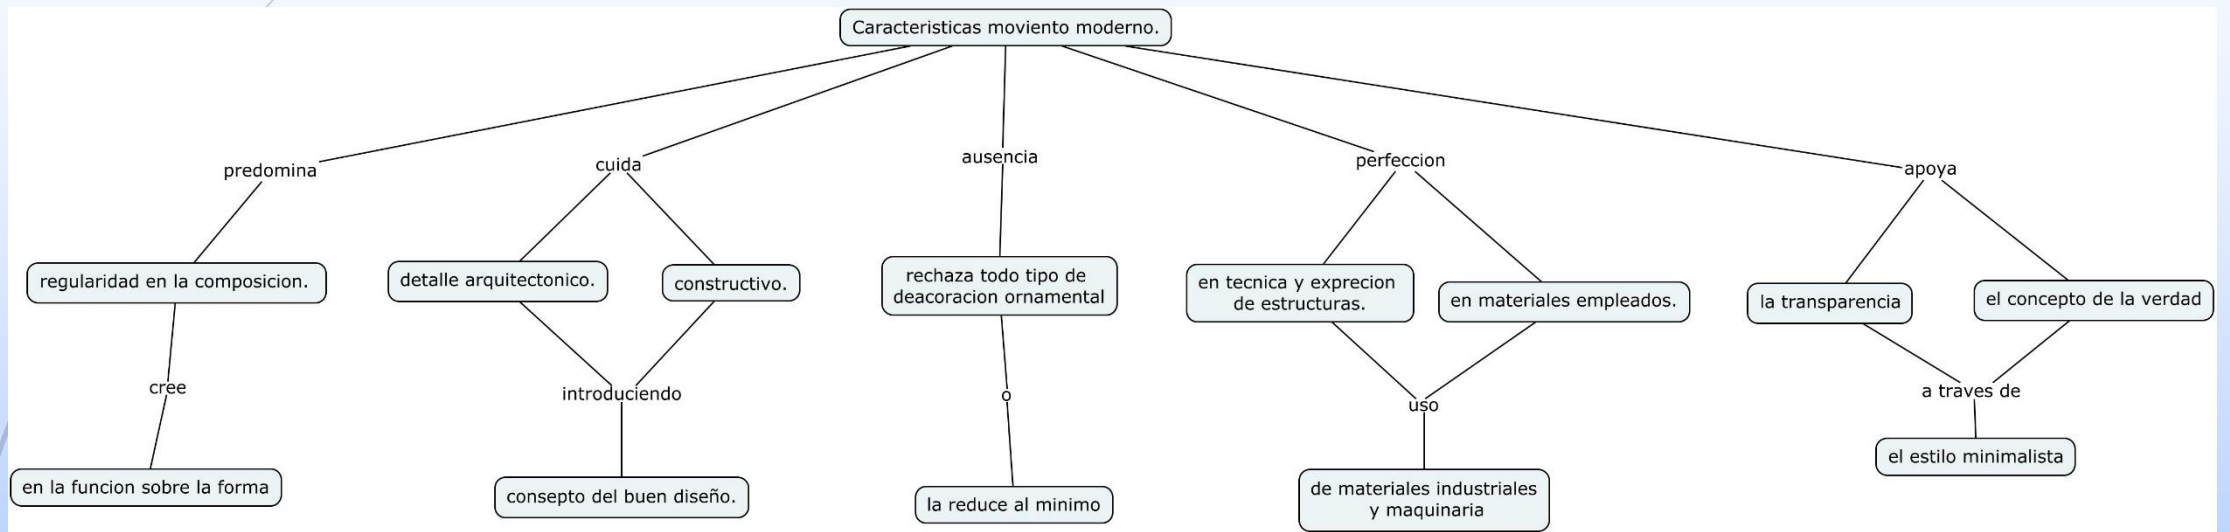 Caracteristicas moviento moderno.
predomina
cuida
ausencia
perfeccion
apoya
regularidad en la composicion.
detalle arquitectonico.
constructivo.
rechaza todo tipo de
deacoracion ornamental
en tecnica y exprecion
de estructuras.
en materiales empleados.
la transparencia
el concepto de la verdad
cree
introduciendo
o
uso
a traves de
en la funcion sobre la forma
consepto del buen diseño.
la reduce al minimo
de materiales industriales
y maquinaria
el estilo minimalista